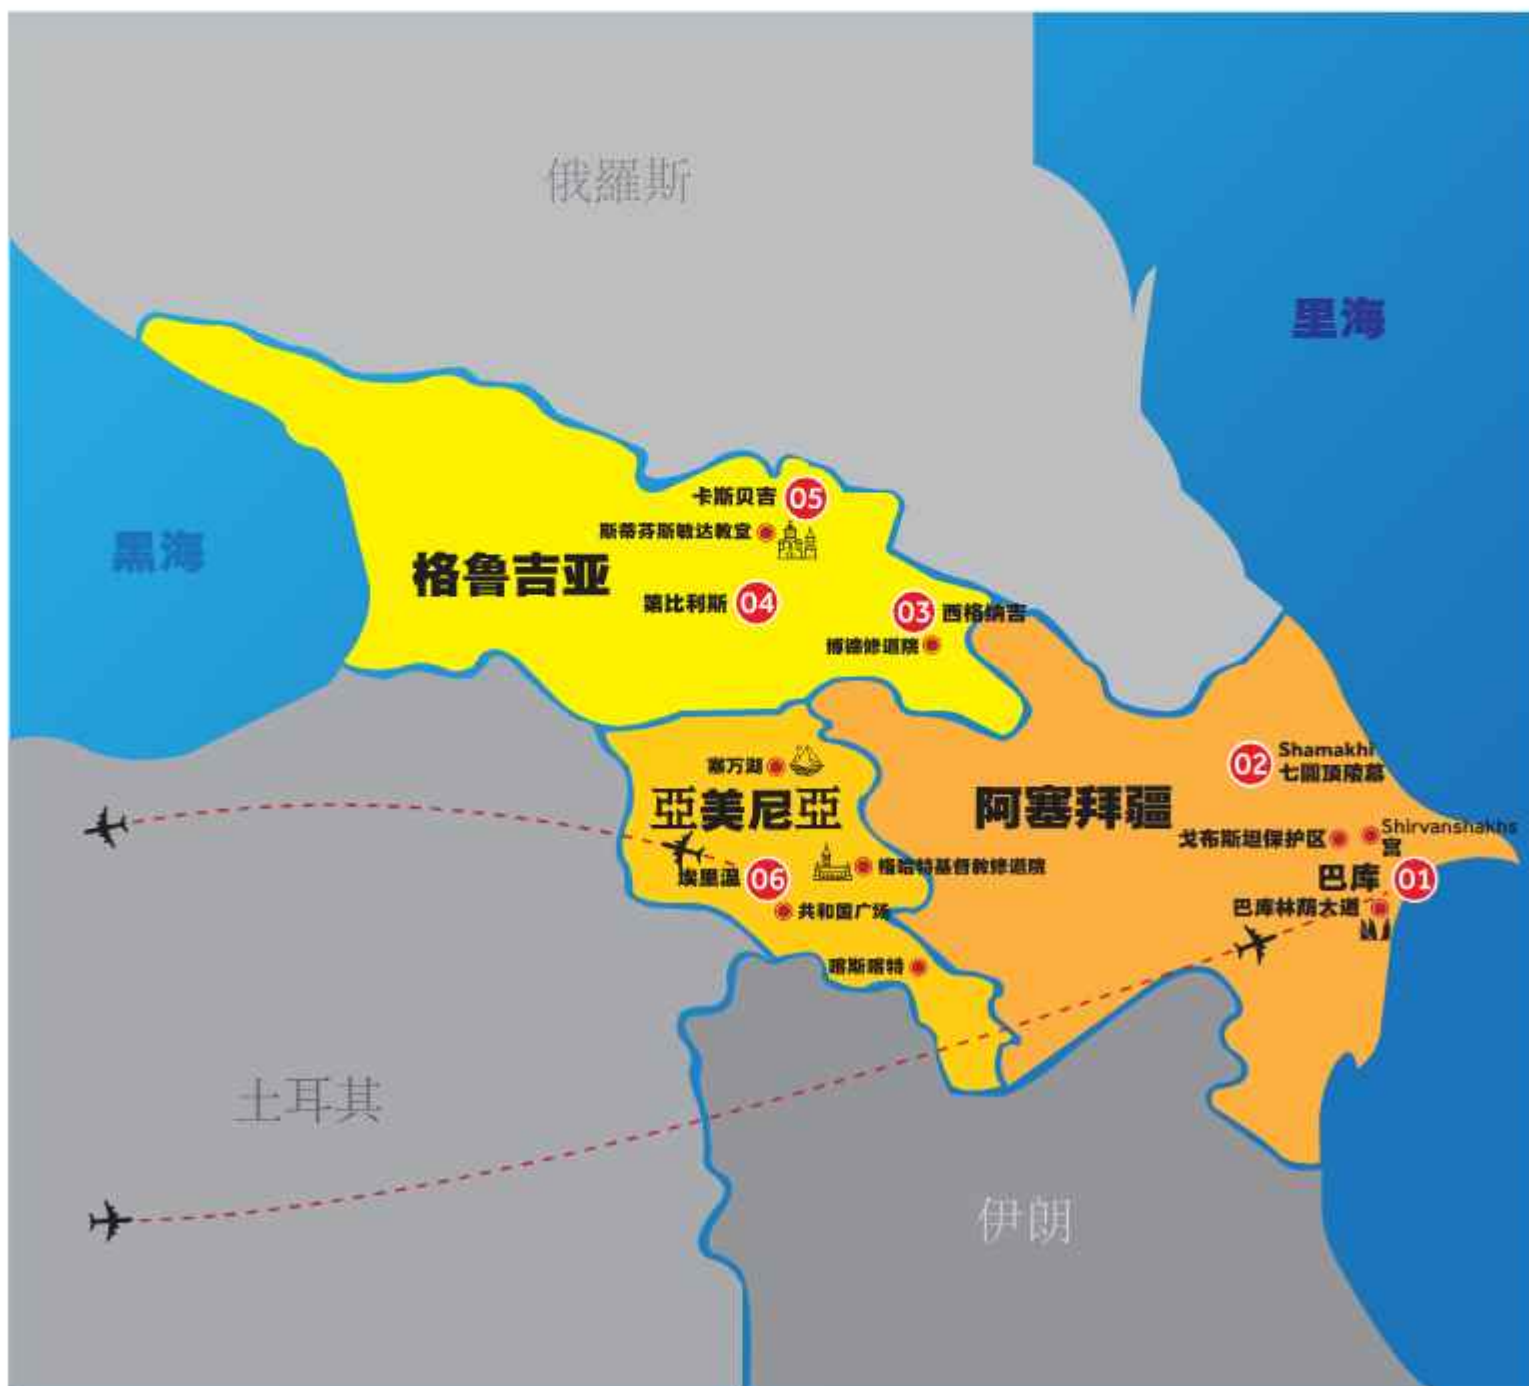 俄羅斯
里海
黑海
卡斯贝吉
05
斯蒂芬斯敏达教堂
格鲁吉亚
第比利斯
04
03
西格纳吉
博德修道院
塞万湖
亞美尼亞
阿塞拜疆
02
Shamakhi
七圆頂陵墓
戈布斯坦保护区
Shirvanshakhs
宫
巴库
01
巴库林荫大道
格哈特基督教修道院
埃里温
06
共和国广场
喀斯喀特
土耳其
伊朗